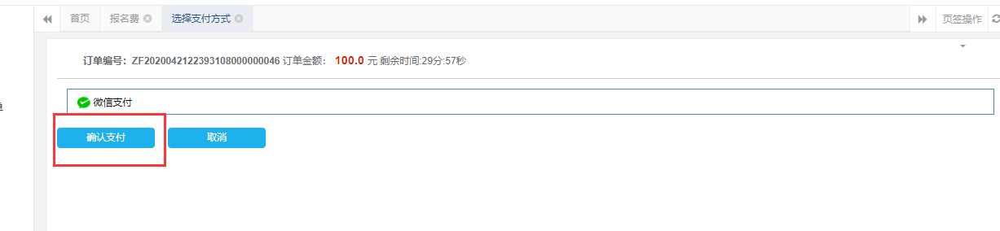 首页 报名费 选择支付方式 页签操作
订单编号：ZF2020042122393108000000046 订单金额： 100.0 元 剩余时间:29分:57秒
微信支付
确认支付 取消